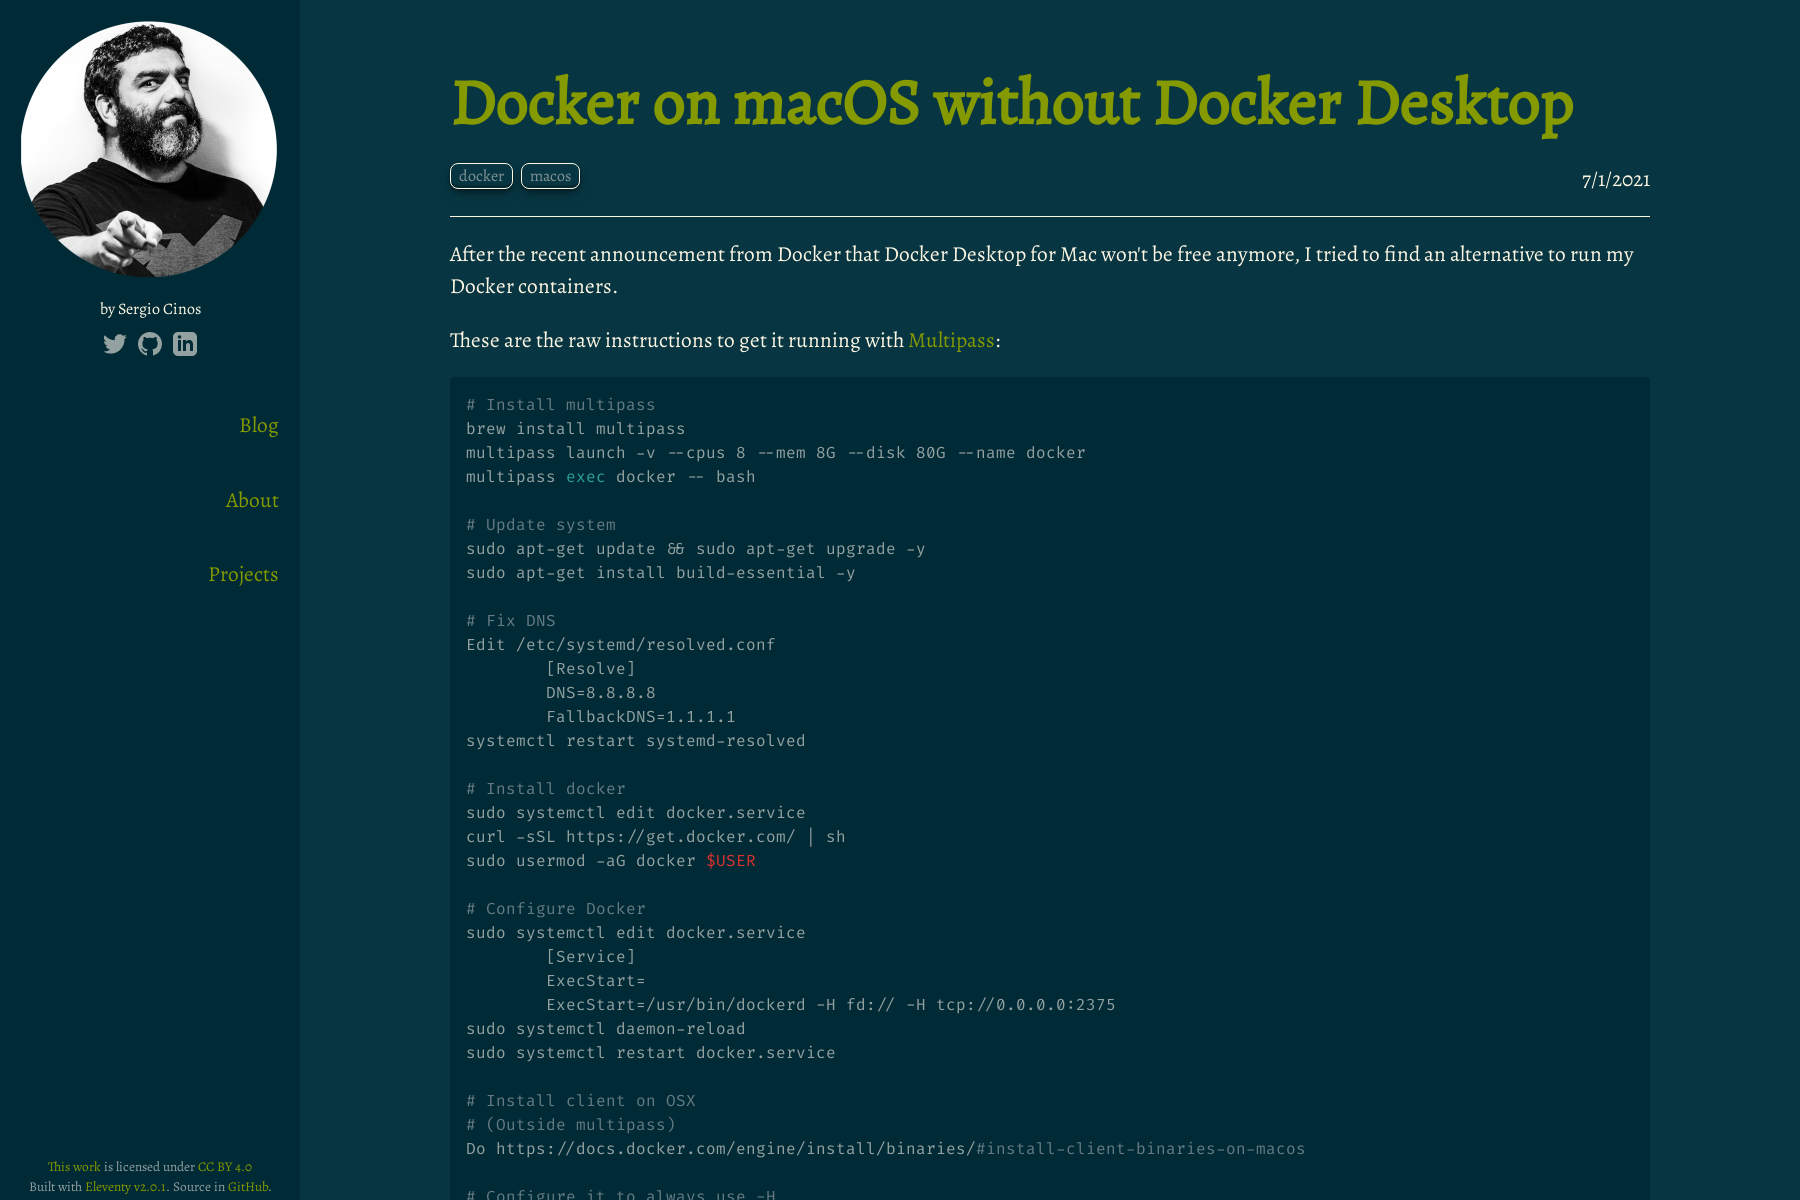 by Sergio Cinos
Blog
About
Projects
This work is licensed under CC BY 4.0
Built with Eleventy v2.0.1. Source in GitHub.
Docker on macOS without Docker Desktop
docker macos 7/1/2021
After the recent announcement from Docker that Docker Desktop for Mac won't be free anymore, I tried to find an alternative to run my
Docker containers.
These are the raw instructions to get it running with Multipass:
# Install multipass
brew install multipass
multipass launch -v --cpus 8 --mem 8G --disk 80G --name docker
multipass exec docker -- bash
# Update system
sudo apt-get update && sudo apt-get upgrade -y
sudo apt-get install build-essential -y
# Fix DNS
Edit /etc/systemd/resolved.conf
[Resolve]
DNS=8.8.8.8
FallbackDNS=1.1.1.1
systemctl restart systemd-resolved
# Install docker
sudo systemctl edit docker.service
curl -sSL https://get.docker.com/ | sh
sudo usermod -aG docker $USER
# Configure Docker
sudo systemctl edit docker.service
[Service]
ExecStart=
ExecStart=/usr/bin/dockerd -H fd:// -H tcp://0.0.0.0:2375
sudo systemctl daemon-reload
sudo systemctl restart docker.service
# Install client on OSX
# (Outside multipass)
Do https://docs.docker.com/engine/install/binaries/#install-client-binaries-on-macos
# Configure it to always use -H